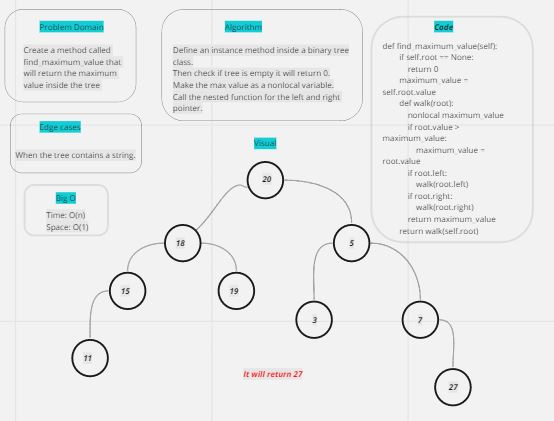 Problem Domain
Create a method called
find_maximum_value that
will return the maximum
value inside the tree
Edge cases
When the tree contains a string.
Big O
Time: O(n)
Space: O(1)
Algorithm
Define an instance method inside a binary tree
class.
Then check if tree is empty it will return 0.
Make the max value as a nonlocal variable.
Call the nested function for the left and right
pointer.
Code
def find_maximum_value(self):
if self.root == None:
return 0
maximum_value =
self.root.value
def walk(root):
nonlocal maximum_value
if root.value >
maximum_value:
maximum_value =
root.value
if root.left:
walk(root.left)
if root.right:
walk(root.right)
return maximum_value
return walk(self.root)
Visual
20
18
5
15
19
3
7
11
27
It will return 27